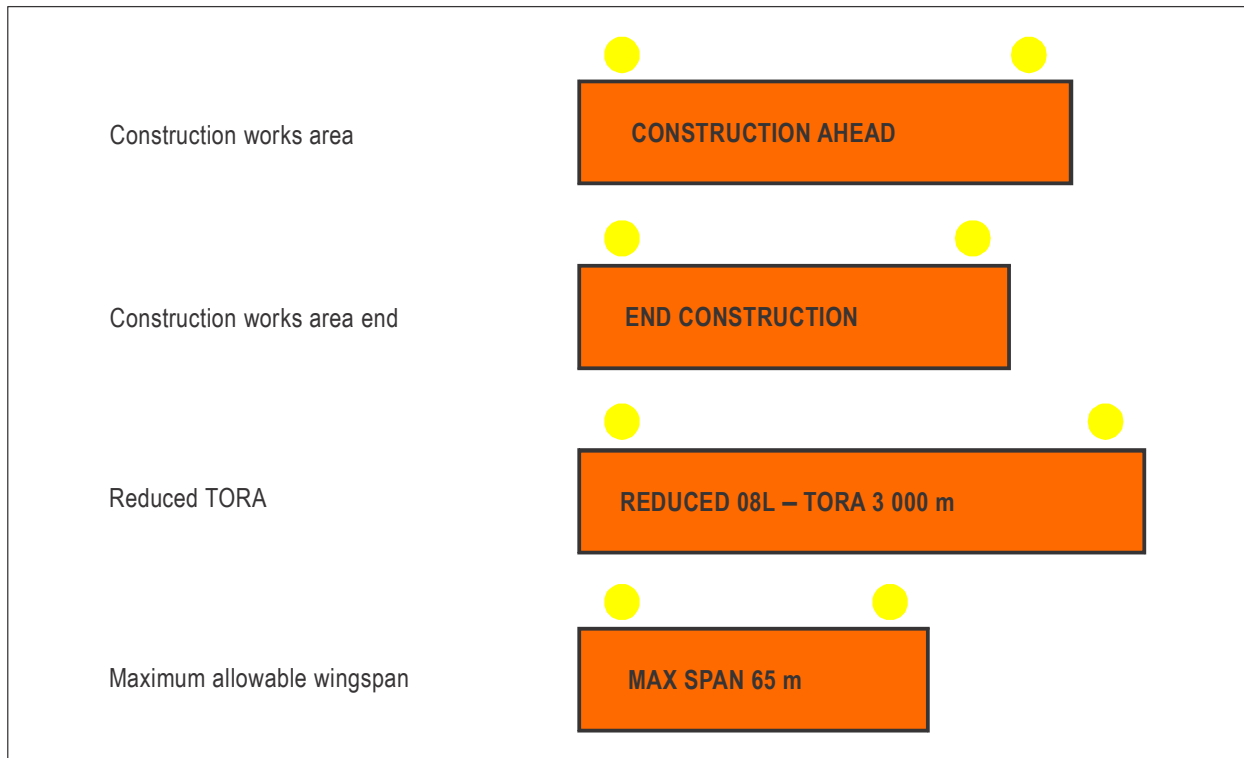 Construction works area
CONSTRUCTION AHEAD
Construction works area end
END CONSTRUCTION
Reduced TORA
REDUCED 08L – TORA 3 000 m
Maximum allowable wingspan
MAX SPAN 65 m